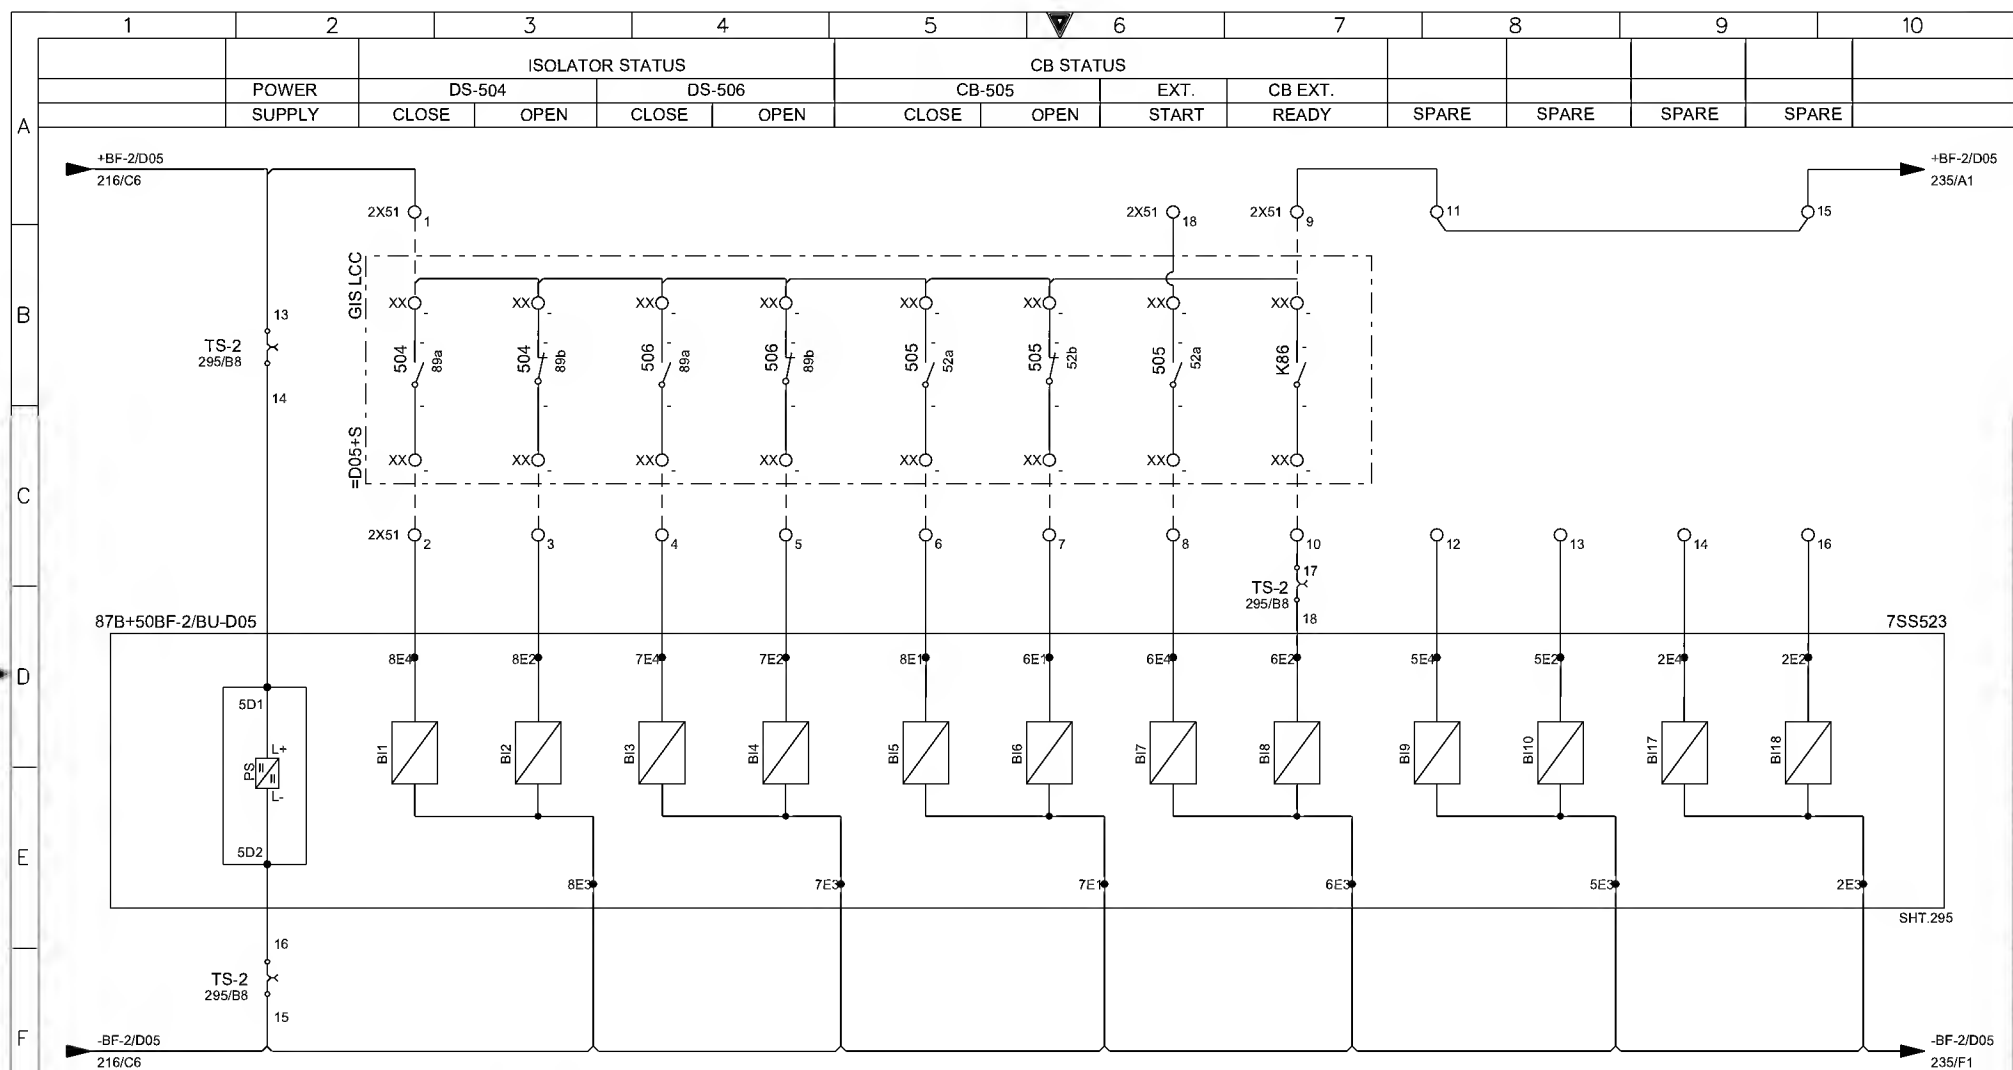 1 2 3 4 5 6 7 8 9 10
ISOLATOR STATUS CB STATUS
POWER DS-504 DS-506 CB-505 EXT. CB EXT.
SUPPLY CLOSE OPEN CLOSE OPEN CLOSE OPEN START READY SPARE SPARE SPARE SPARE
A
+BF-2/D05 +BF-2/D05
216/C6 235/A1
2X51 1 2X51 18 2X51 9 11 15
GIS LCC
B
XX XX XX XX XX XX XX XX
13
TS-2
295/B8
14
504 89a 504 89b 506 89a 506 89b 505 52a 505 52b 505 52a K86
=D05+S
XX XX XX XX XX XX XX XX
C
2X51 2 3 4 5 6 7 8 10 12 13 14 16
17
TS-2
295/B8
18
87B+50BF-2/BU-D05 7SS523
D
8E4 8E2 7E4 7E2 8E1 6E1 6E4 6E2 5E4 5E2 2E4 2E2
5D1
L+
PS
L-
BI1 BI2 BI3 BI4 BI5 BI6 BI7 BI8 BI9 BI10 BI17 BI18
E
5D2
8E3 7E3 7E1 6E3 5E3 2E3
SHT.295
16
TS-2
295/B8
15
F
-BF-2/D05 -BF-2/D05
216/C6 235/F1